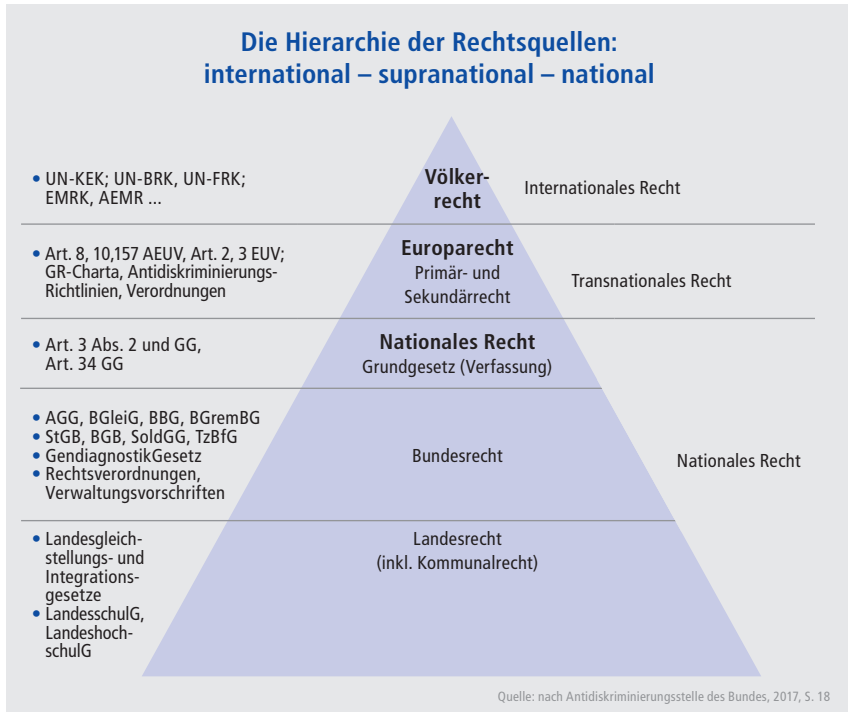 Die Hierarchie der Rechtsquellen:
international – supranational – national
• UN-KEK; UN-BRK, UN-FRK;
EMRK, AEMR ...
Völker-
recht
Internationales Recht
• Art. 8, 10,157 AEUV, Art. 2, 3 EUV;
GR-Charta, Antidiskriminierungs-
Richtlinien, Verordnungen
Europarecht
Primär- und
Sekundärrecht
Transnationales Recht
• Art. 3 Abs. 2 und GG,
Art. 34 GG
Nationales Recht
Grundgesetz (Verfassung)
• AGG, BGleiG, BBG, BGremBG
• StGB, BGB, SoldGG, TzBfG
• GendiagnostikGesetz
• Rechtsverordnungen,
Verwaltungsvorschriften
Bundesrecht
Nationales Recht
• Landesgleich-
stellungs- und
Integrations-
gesetze
• LandesschulG,
Landeshoch-
schulG
Landesrecht
(inkl. Kommunalrecht)
Quelle: nach Antidiskriminierungsstelle des Bundes, 2017, S. 18